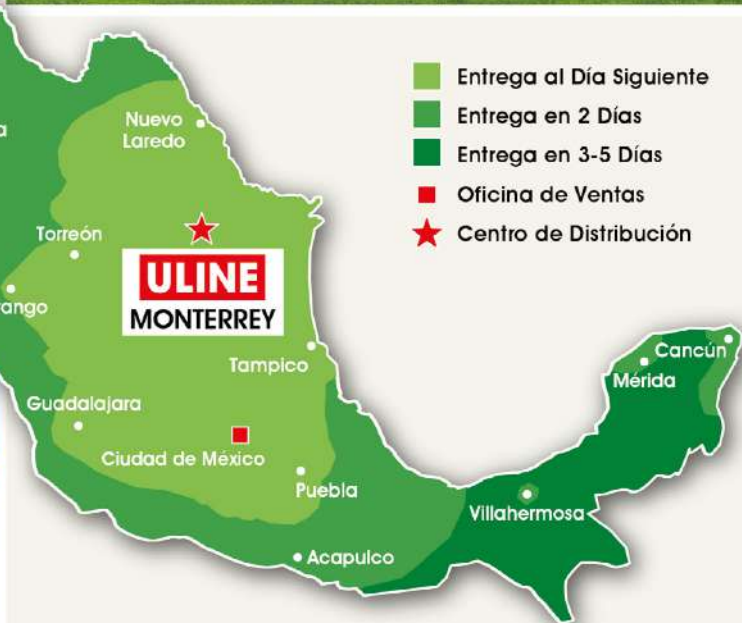 Entrega al Día Siguiente
Entrega en 2 Días
Entrega en 3-5 Días
Oficina de Ventas
Centro de Distribución
Nuevo
Laredo
Torreón
ULINE
MONTERREY
Tampico
Guadalajara
Ciudad de México
Puebla
Acapulco
Villahermosa
Mérida
Cancún